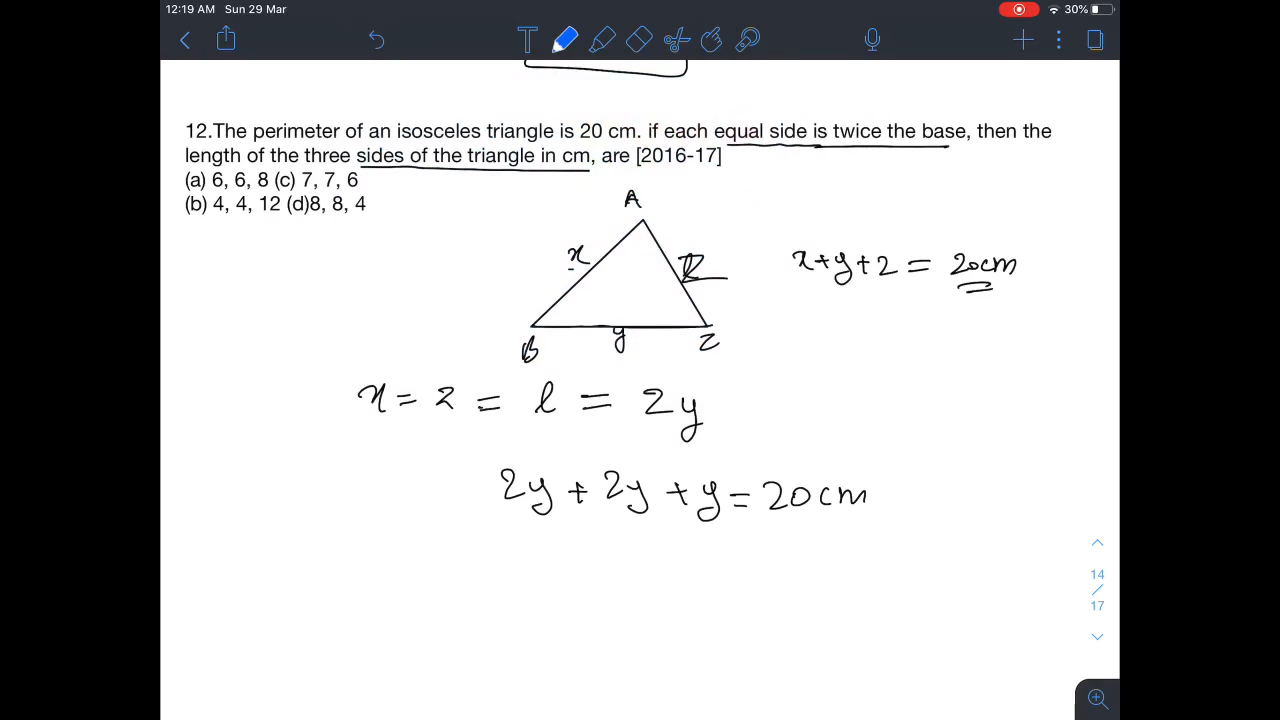 12:19 AM Sun 29 Mar
30%
12.The perimeter of an isosceles triangle is 20 cm. if each equal side is twice the base, then the
length of the three sides of the triangle in cm, are [2016-17]
(a) 6, 6, 8 (c) 7, 7, 6
(b) 4, 4, 12 (d)8, 8, 4
A
x
x+y+z = 20cm
B
y
C
x = z = l = 2y
2y + 2y + y = 20cm
14
/
17